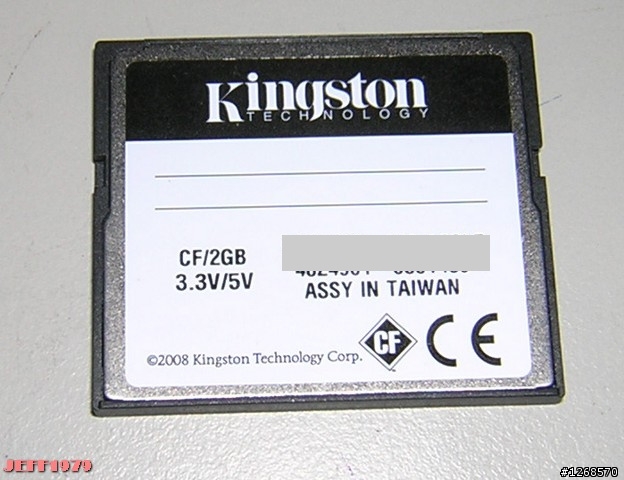 Kingston
TECHNOLOGY
CF/2GB
3.3V/5V
ASSY IN TAIWAN
©2008 Kingston Technology Corp.
CF
CE
JEFF1979
#1268570